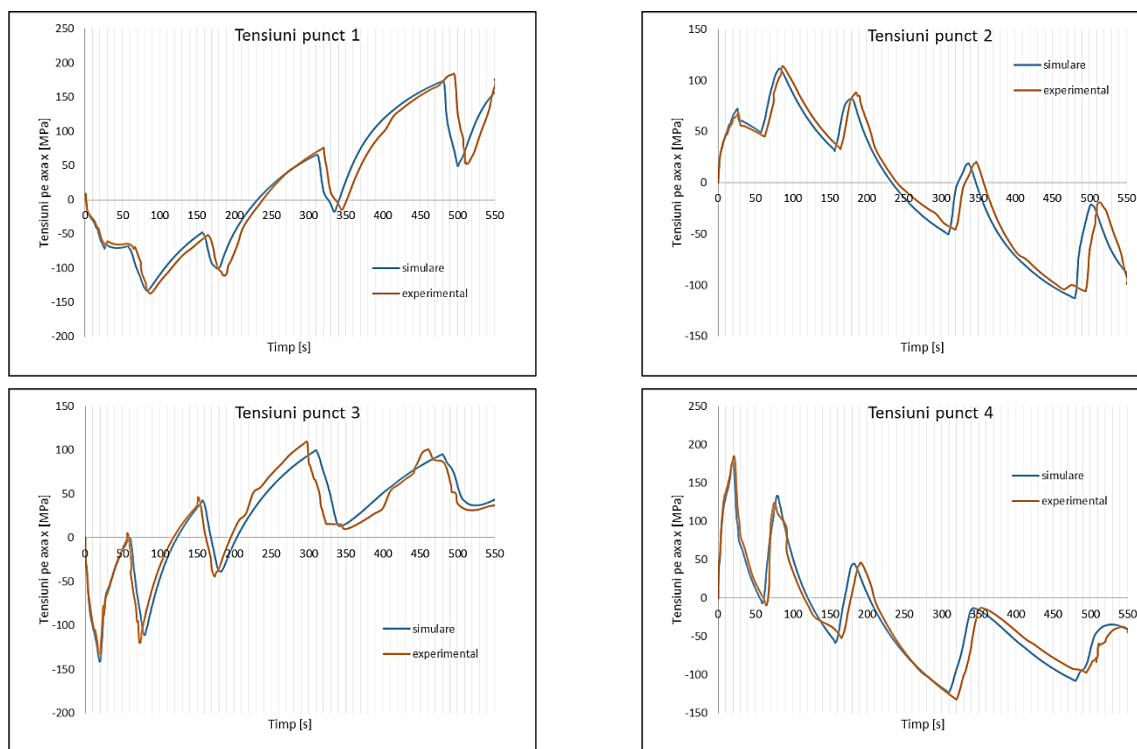 Tensiuni punct 1
Tensiuni pe axa x [MPa]
250
200
150
100
50
0
-50
-100
-150
-200
0 50 100 150 200 250 300 350 400 450 500 550
simulare
experimental
Timp [s]
Tensiuni punct 2
Tensiuni pe axa x [MPa]
150
100
50
0
-50
-100
-150
0 50 100 150 200 250 300 350 400 450 500 550
simulare
experimental
Timp [s]
Tensiuni punct 3
Tensiuni pe axa x [MPa]
150
100
50
0
-50
-100
-150
-200
0 50 100 150 200 250 300 350 400 450 500 550
simulare
experimental
Timp [s]
Tensiuni punct 4
Tensiuni pe axa x [MPa]
250
200
150
100
50
0
-50
-100
-150
0 50 100 150 200 250 300 350 400 450 500 550
simulare
experimental
Timp [s]